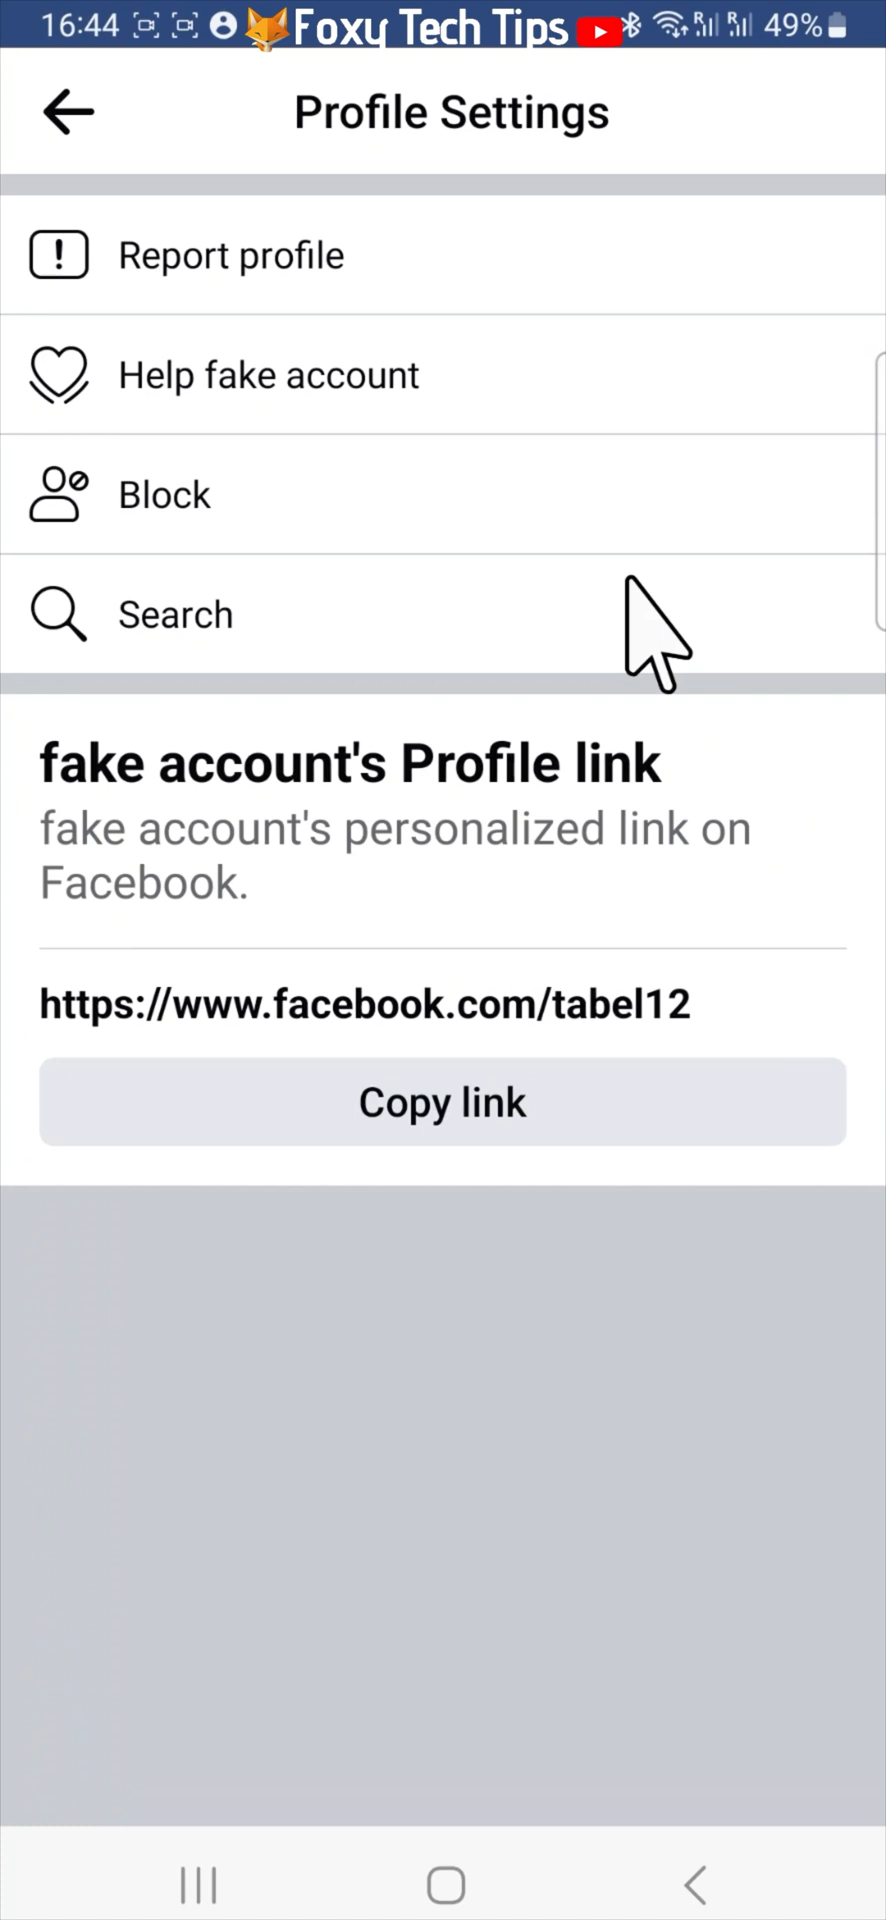 16:44 Foxy Tech Tips 49%
Profile Settings
Report profile
Help fake account
Block
Search
fake account's Profile link
fake account's personalized link on
Facebook.
https://www.facebook.com/tabel12
Copy link